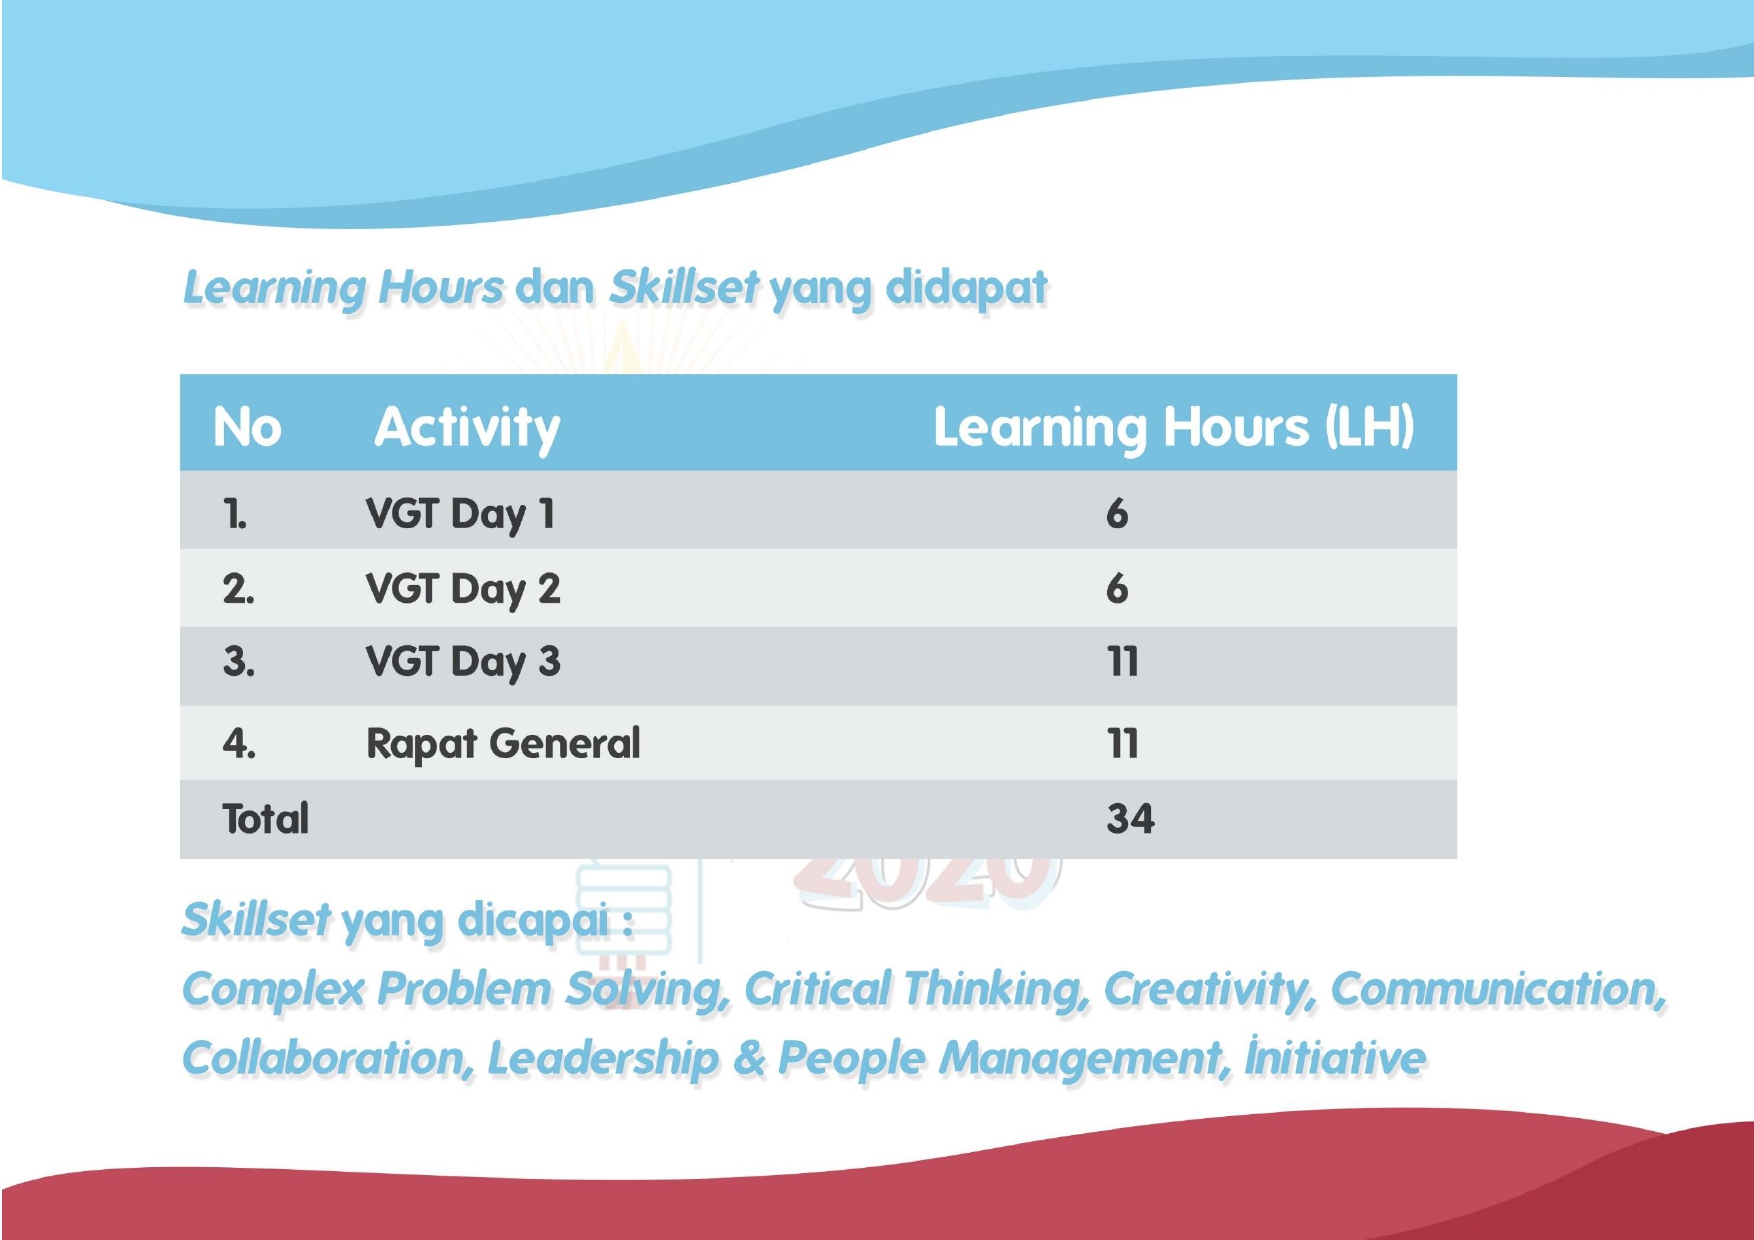 Learning Hours dan Skillset yang didapat
No Activity Learning Hours (LH)
1. VGT Day 1 6
2. VGT Day 2 6
3. VGT Day 3 11
4. Rapat General 11
Total 34
2020
Skillset yang dicapai :
Complex Problem Solving, Critical Thinking, Creativity, Communication,
Collaboration, Leadership & People Management, İnitiative